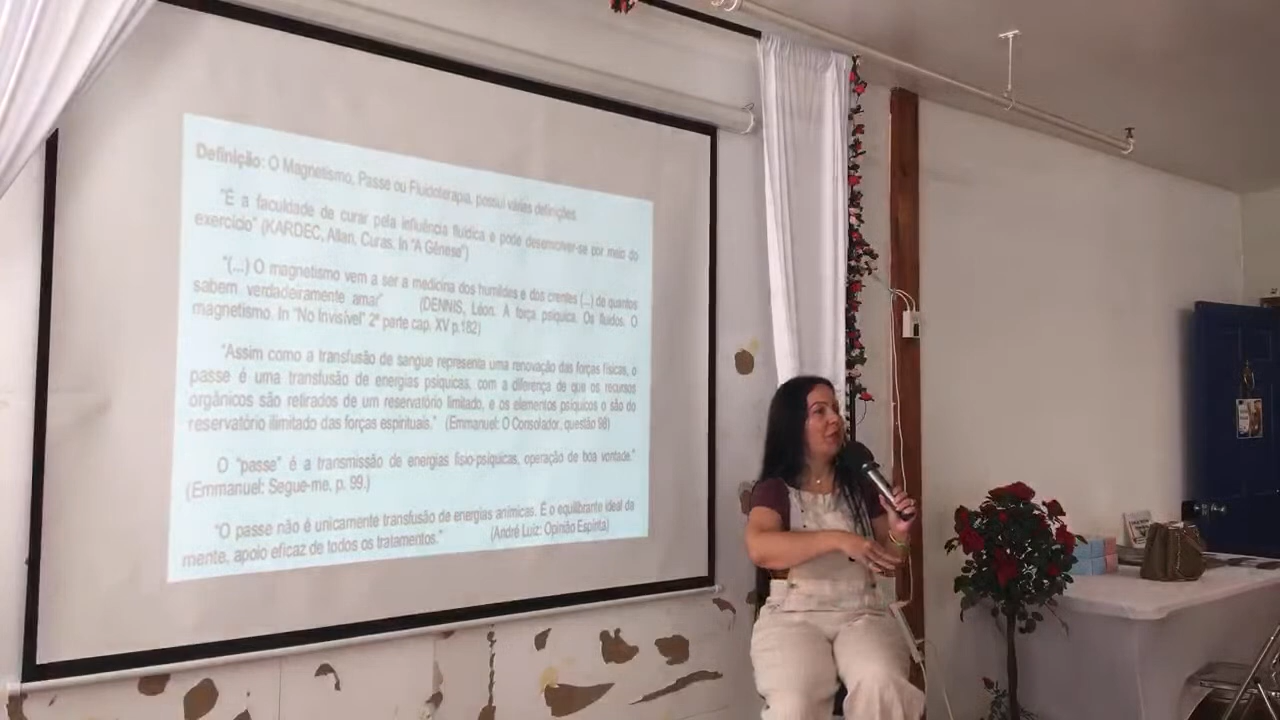 Definição: O Magnetismo, Passe ou Fluidoterapia, possui várias definições.
"É a faculdade de curar pela influência fluídica e pode desenvolver-se por meio do
exercício" (KARDEC, Allan. Curas. In "A Gênese")
"(...) O magnetismo vem a ser a medicina dos humildes e dos crentes (...) de quantos
sabem verdadeiramente amar" (DENNIS, Léon. A força psíquica. Os fluidos. O
magnetismo. In "No Invisível" 2ª parte cap. XV p.182)
"Assim como a transfusão de sangue representa uma renovação das forças físicas, o
passe é uma transfusão de energias psíquicas, com a diferença de que os recursos
orgânicos são retirados de um reservatório limitado, e os elementos psíquicos o são do
reservatório ilimitado das forças espirituais." (Emmanuel: O Consolador, questão 98)
O "passe" é a transmissão de energias fisio-psíquicas, operação de boa vontade."
(Emmanuel: Segue-me, p. 99.)
"O passe não é unicamente transfusão de energias anímicas. É o equilibrante ideal da
mente, apoio eficaz de todos os tratamentos." (André Luiz: Opinião Espírita)